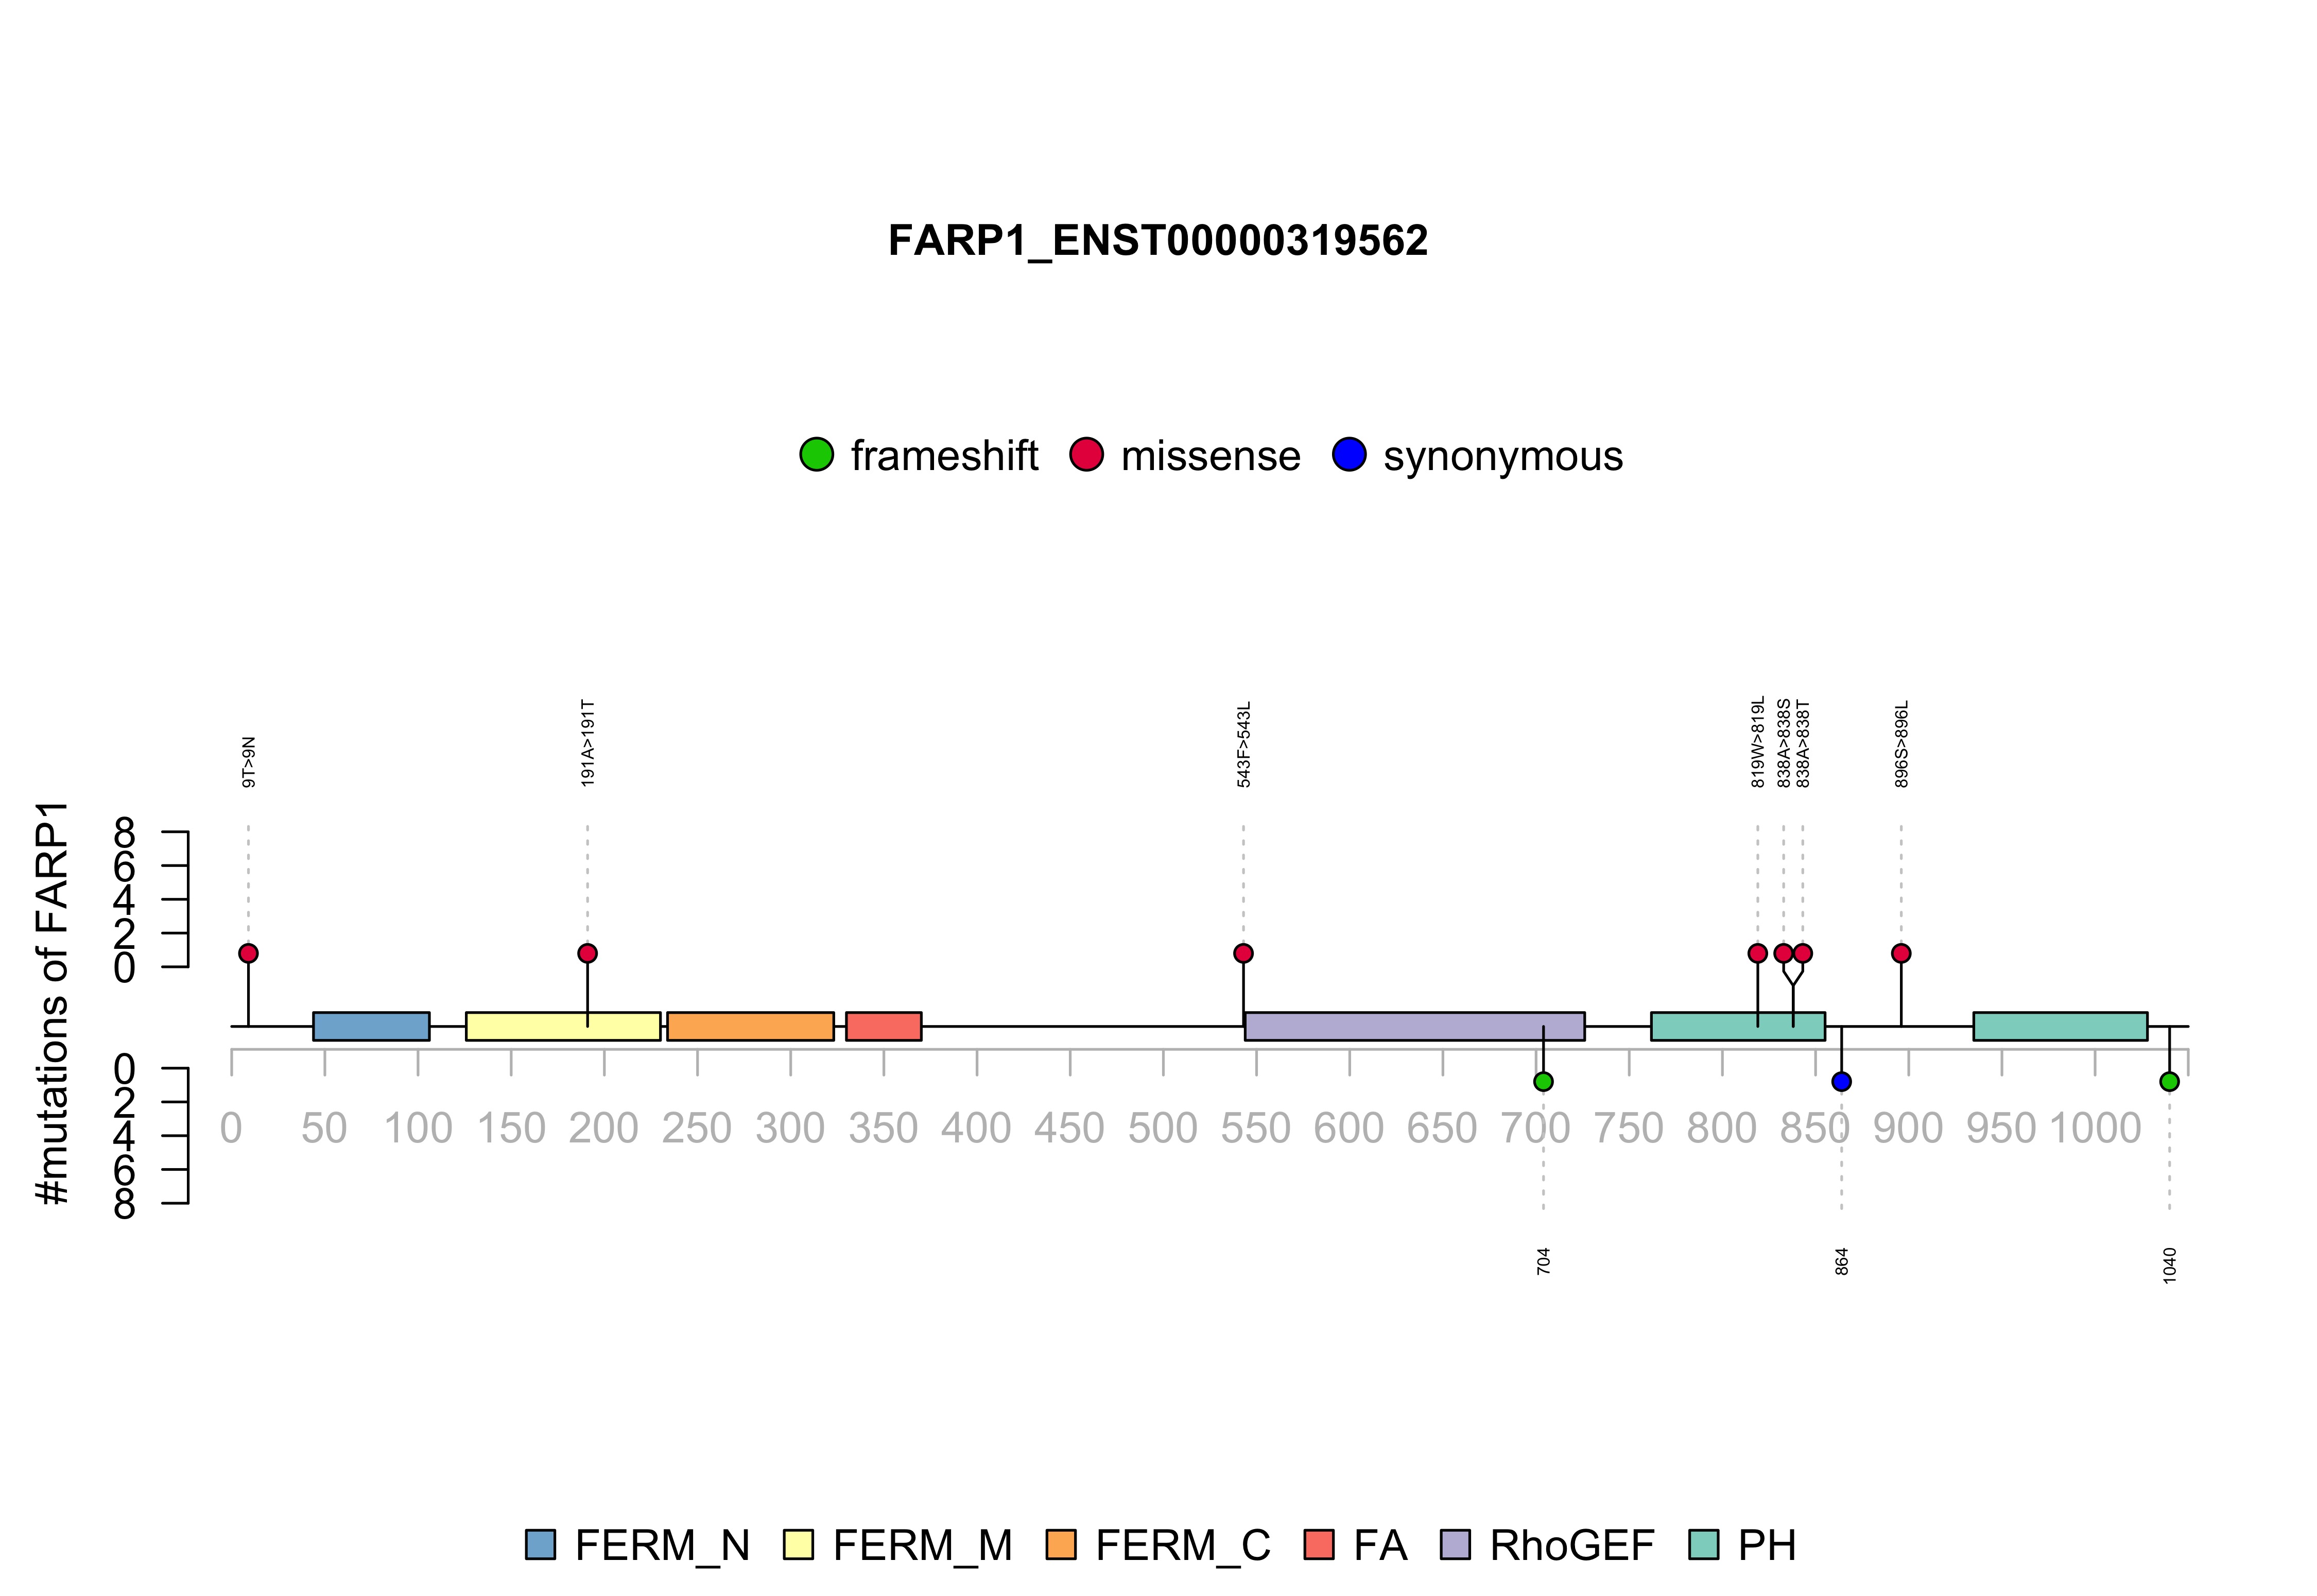 FARP1_ENST00000319562
frameshift missense synonymous
9T>9N
191A>191T
543F>543L
819W>819L
838A>838S
838A>838T
896S>896L
#mutations of FARP1
8
6
4
2
0
0
2
4
6
8
0 50 100 150 200 250 300 350 400 450 500 550 600 650 700 750 800 850 900 950 1000
704
864
1040
FERM_N FERM_M FERM_C FA RhoGEF PH